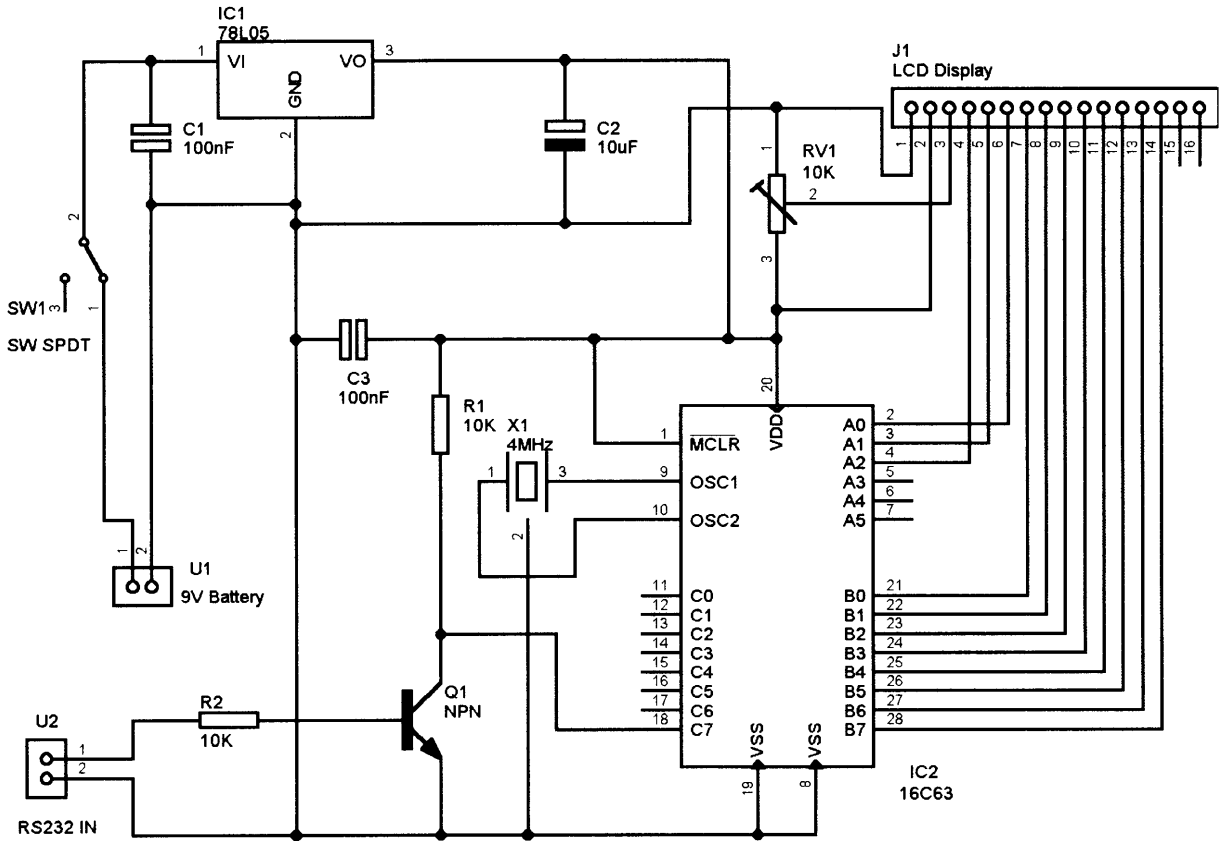 IC1
78L05
1 VI VO 3
GND
2
C1
100nF
C2
10uF
J1
LCD Display
1 2 3 4 5 6 7 8 9 10 11 12 13 14 15 16
1
RV1
10K
2
3
2
SW1
3
1
SW SPDT
C3
100nF
R1
10K
X1
4MHz
1 3
2
20
VDD
1 MCLR
9 OSC1
10 OSC2
A0 2
A1 3
A2 4
A3 5
A4 6
A5 7
1 2
U1
9V Battery
11 C0
12 C1
13 C2
14 C3
15 C4
16 C5
17 C6
18 C7
B0 21
B1 22
B2 23
B3 24
B4 25
B5 26
B6 27
B7 28
VSS VSS
19 8
IC2
16C63
Q1
NPN
R2
10K
U2
1
2
RS232 IN